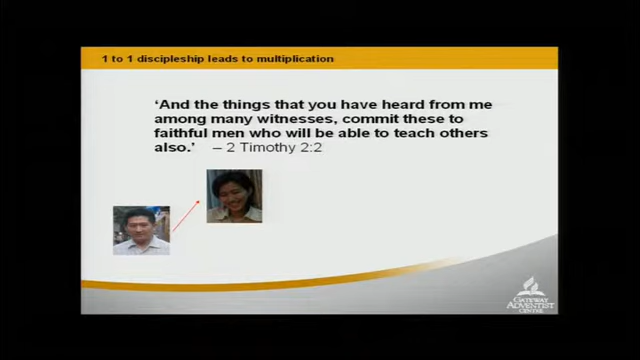 1 to 1 discipleship leads to multiplication
‘And the things that you have heard from me
among many witnesses, commit these to
faithful men who will be able to teach others
also.’ – 2 Timothy 2:2
GATEWAY
ADVENTIST
CENTRE